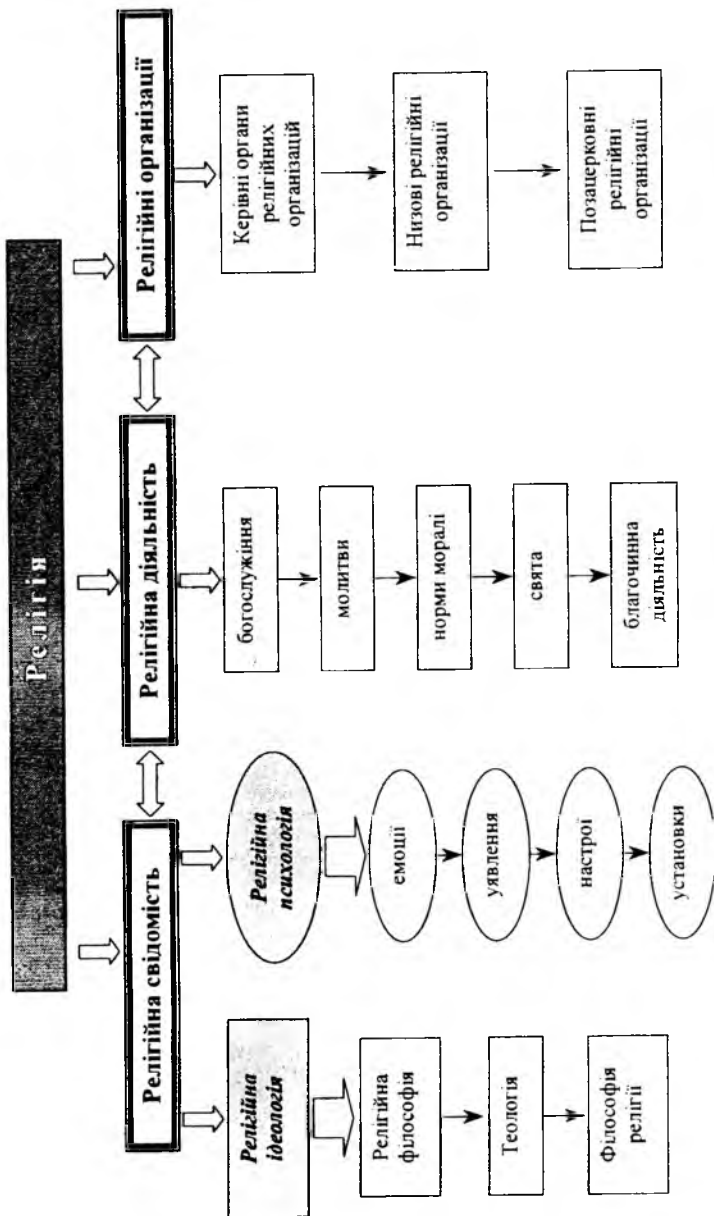 Релігія
Релігійна свідомість
Релігійна діяльність
Релігійні організації
Релігійна
ідеологія
Релігійна
філософія
Теологія
Філософія
релігії
Релігійна
психологія
емоції
уявлення
настрої
установки
богослужіння
молитви
норми моралі
свята
благочинна
діяльність
Керівні органи
релігійних
організацій
Низові релігійні
організації
Позацерковні
релігійні
організації